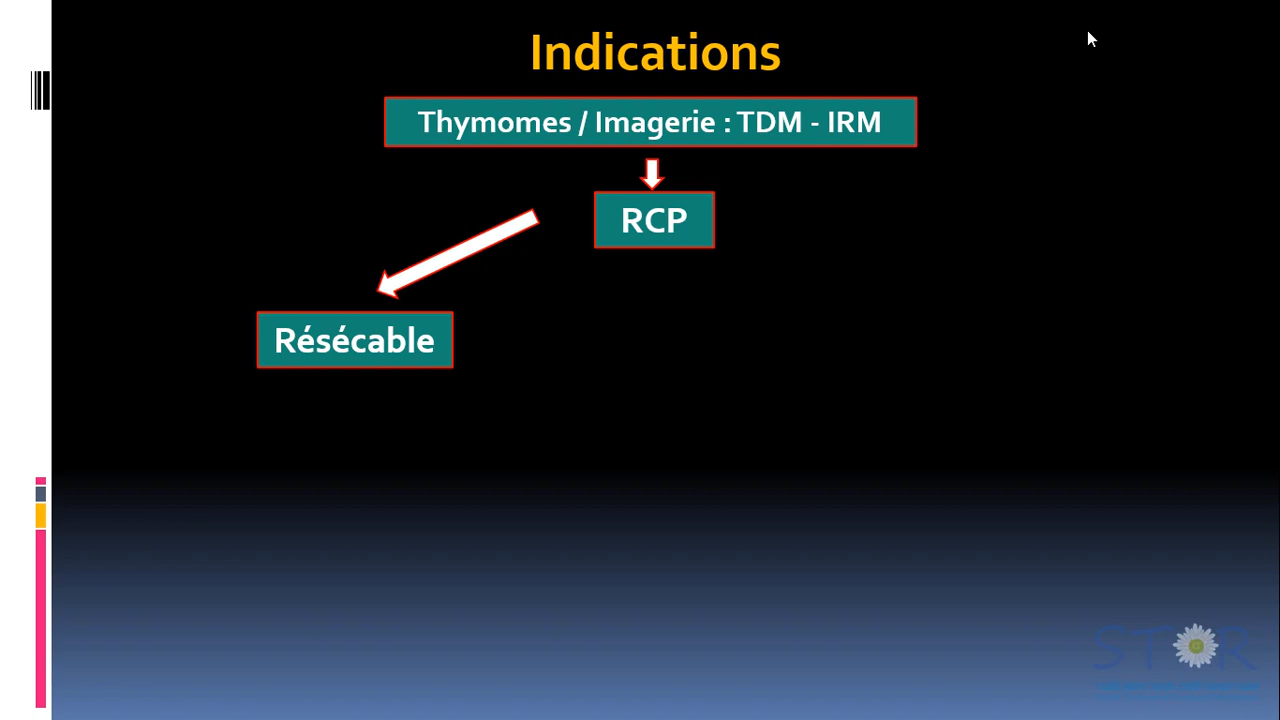 Indications
Thymomes / Imagerie : TDM - IRM
RCP
Résécable